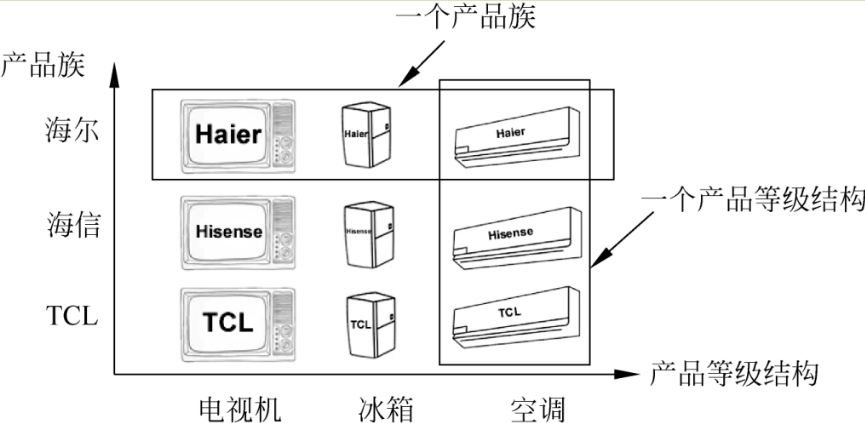 一个产品族
产品族
海尔
Haier
Haier
Haier
一个产品等级结构
海信
Hisense
Hisense
Hisense
TCL
TCL
TCL
TCL
产品等级结构
电视机
冰箱
空调